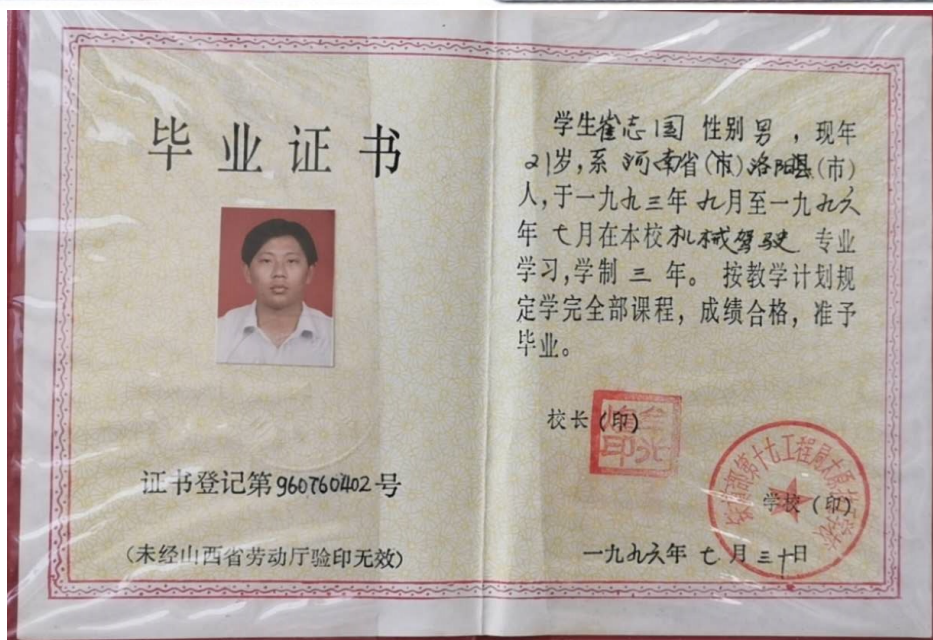 毕业证书
证书登记第960760402号
(未经山西省劳动厅验印无效)
学生崔志国 性别男，现年
21岁，系河南省(市)洛阳县(市)
人，于一九九三年九月至一九九六
年七月在本校机械驾驶 专业
学习，学制三年。按教学计划规
定学完全部课程，成绩合格，准予
毕业。
校长(印)
学校(印)
一九九六年七月三十日